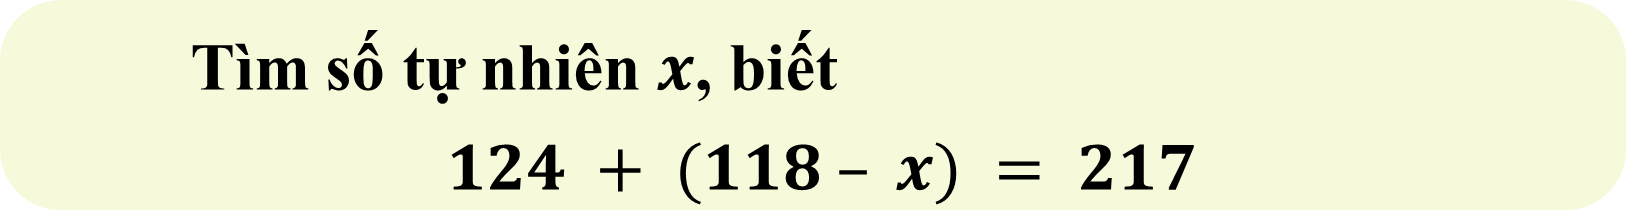 Tìm số tự nhiên x, biết
124 + (118 – x) = 217